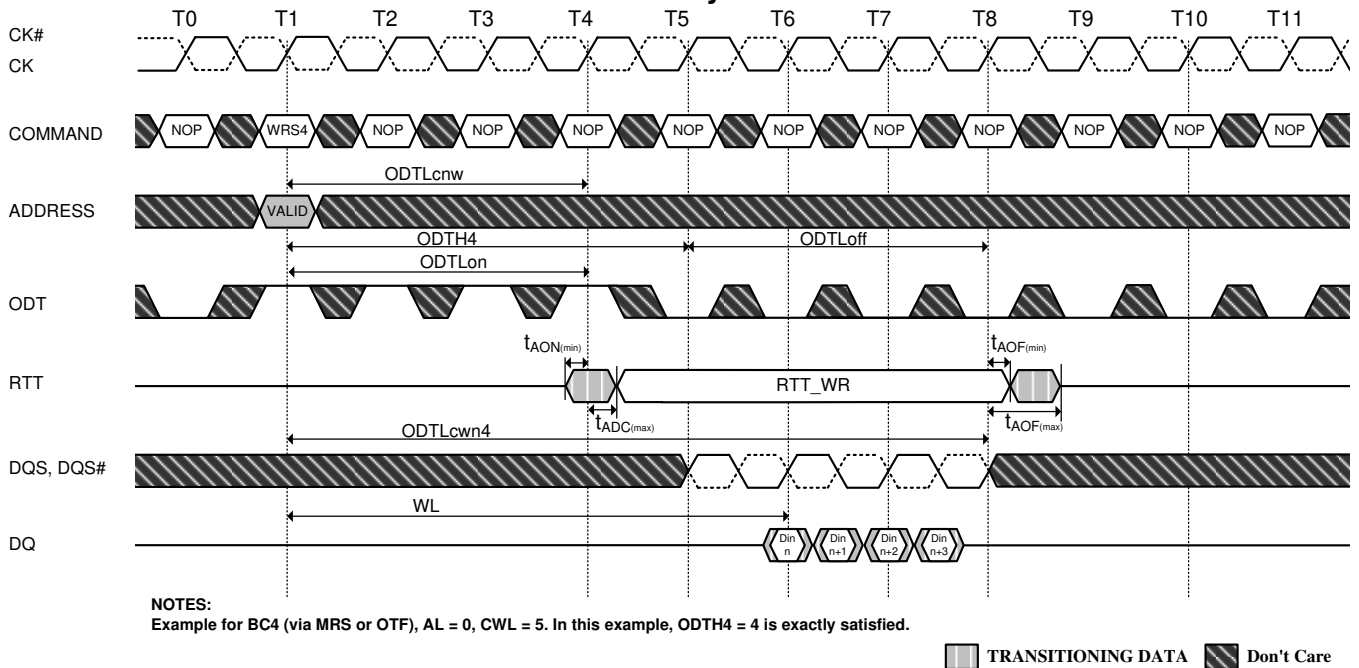 T0 T1 T2 T3 T4 T5 T6 T7 T8 T9 T10 T11
CK#
CK
COMMAND NOP WRS4 NOP NOP NOP NOP NOP NOP NOP NOP NOP NOP
ODTLcnw
ADDRESS VALID
ODTH4 ODTLoff
ODTLon
ODT
tAON(min) tAOF(min)
RTT RTT_WR
tADC(max) tAOF(max)
ODTLcwn4
DQS, DQS#
WL
DQ Din n Din n+1 Din n+2 Din n+3
NOTES:
Example for BC4 (via MRS or OTF), AL = 0, CWL = 5. In this example, ODTH4 = 4 is exactly satisfied.
TRANSITIONING DATA Don't Care